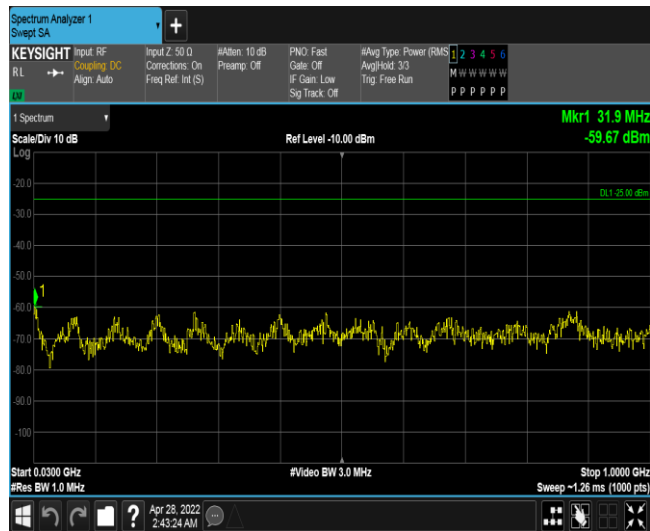 Spectrum Analyzer 1
Swept SA
KEYSIGHT
RL
Input: RF
Coupling: DC
Align: Auto
Input Z: 50 Ω
Corrections: On
Freq Ref: Int (S)
#Atten: 10 dB
Preamp: Off
PNO: Fast
Gate: Off
IF Gain: Low
Sig Track: Off
#Avg Type: Power (RMS
Avg|Hold: 3/3
Trig: Free Run
1 2 3 4 5 6
M W W W W W
P P P P P P
1 Spectrum
Mkr1 31.9 MHz
Scale/Div 10 dB
Ref Level -10.00 dBm
-59.67 dBm
Log
-20.0
DL1 -25.00 dBm
-30.0
-40.0
-50.0
1
-60.0
-70.0
-80.0
-90.0
-100
Start 0.0300 GHz
#Video BW 3.0 MHz
Stop 1.0000 GHz
#Res BW 1.0 MHz
Sweep ~1.26 ms (1000 pts)
?
Apr 28, 2022
2:43:24 AM